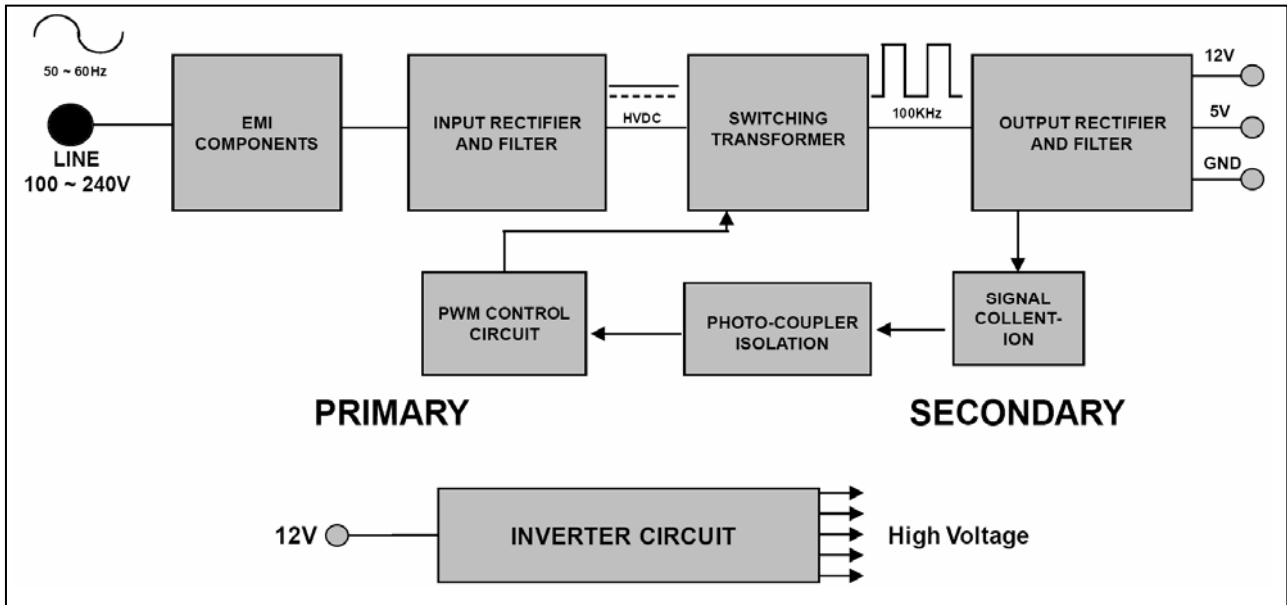 50 ~ 60Hz
LINE
100 ~ 240V
EMI
COMPONENTS
INPUT RECTIFIER
AND FILTER
HVDC
SWITCHING
TRANSFORMER
100KHz
OUTPUT RECTIFIER
AND FILTER
12V
5V
GND
PWM CONTROL
CIRCUIT
PHOTO-COUPLER
ISOLATION
SIGNAL
COLLENT-
ION
PRIMARY
SECONDARY
12V
INVERTER CIRCUIT
High Voltage